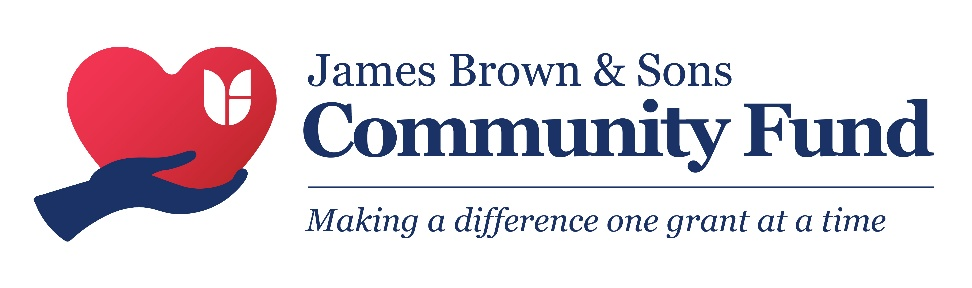 James Brown & Sons
Community Fund
Making a difference one grant at a time